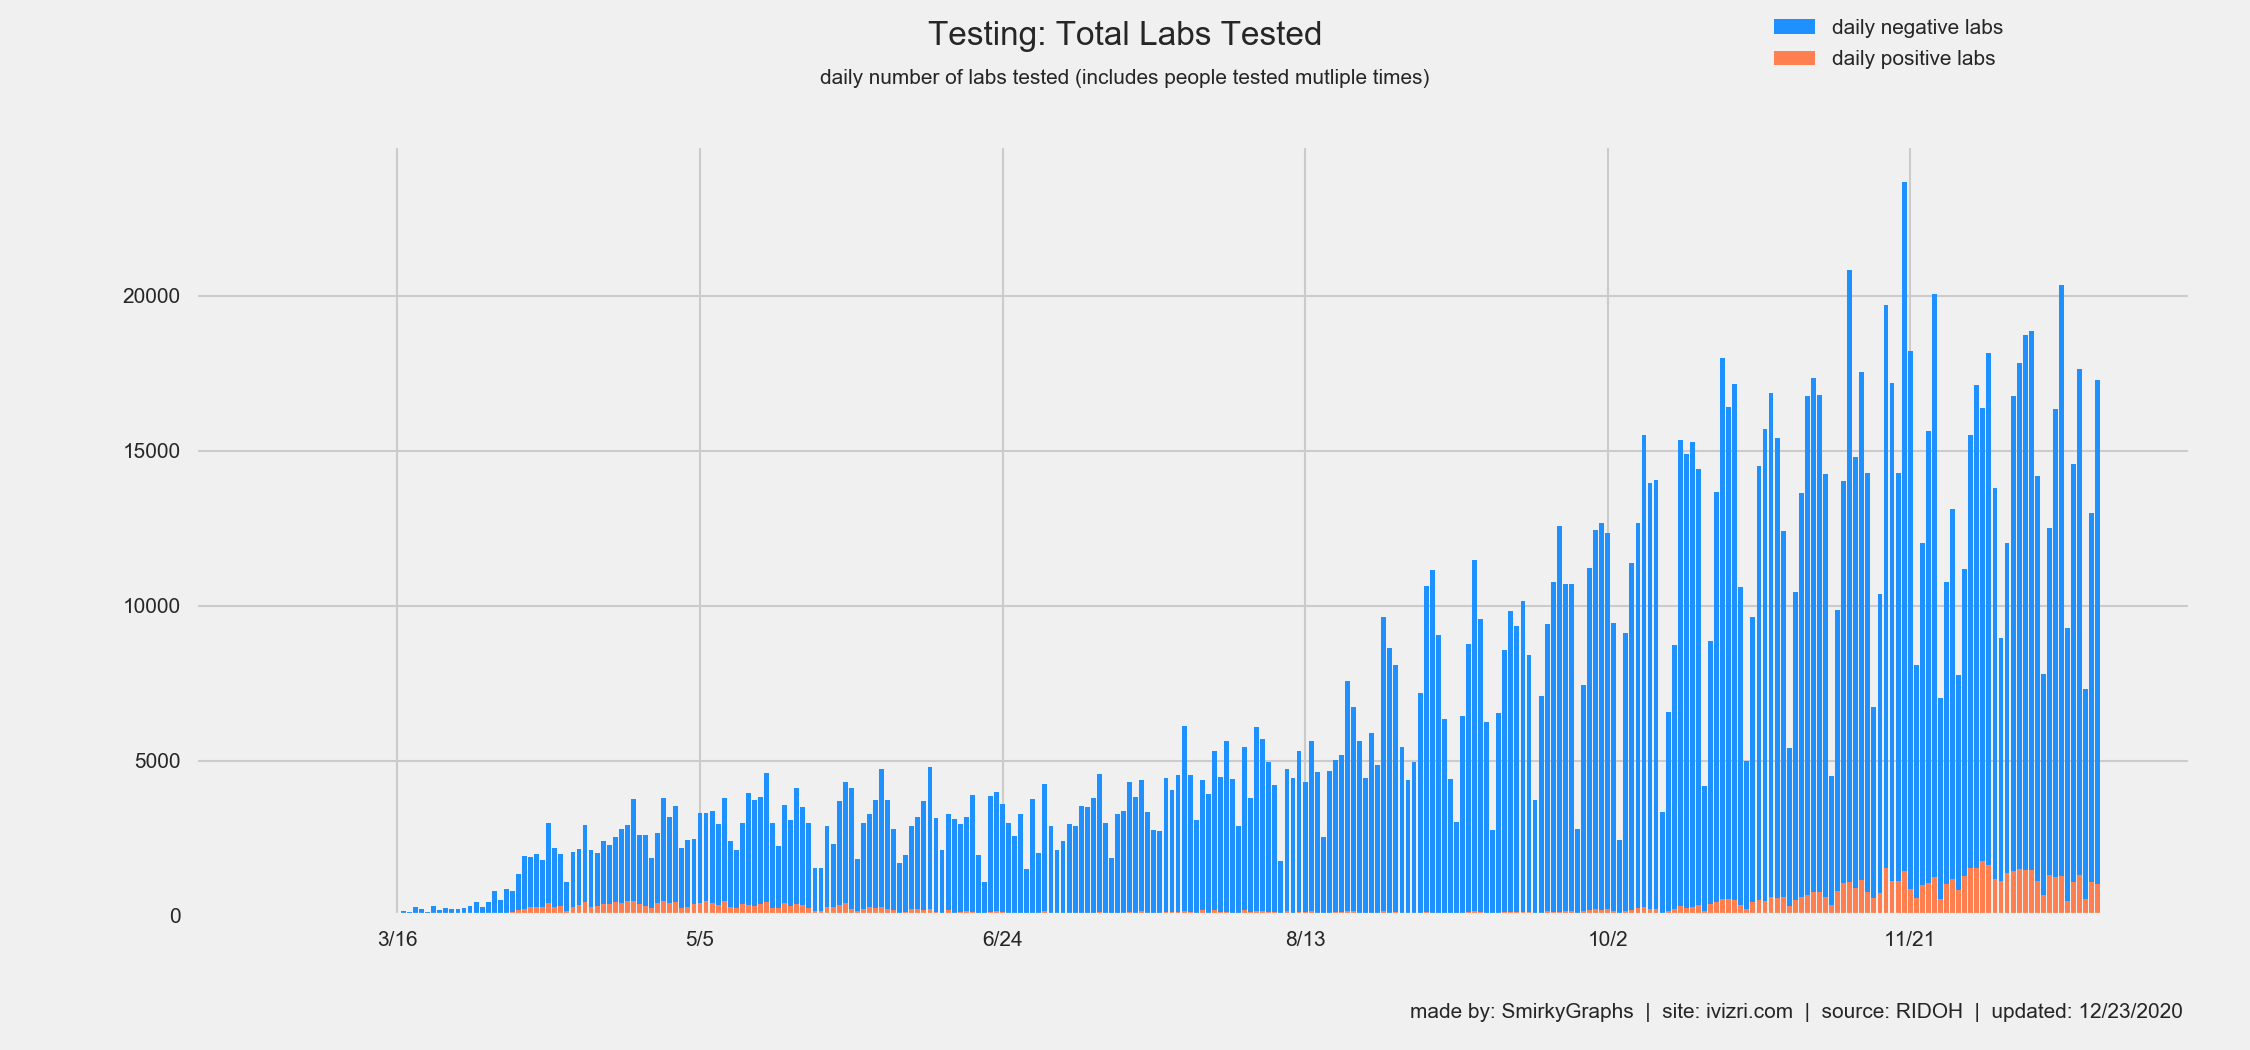 Testing: Total Labs Tested
daily number of labs tested (includes people tested mutliple times)
daily negative labs
daily positive labs
20000
15000
10000
5000
0
3/16
5/5
6/24
8/13
10/2
11/21
made by: SmirkyGraphs | site: ivizri.com | source: RIDOH | updated: 12/23/2020